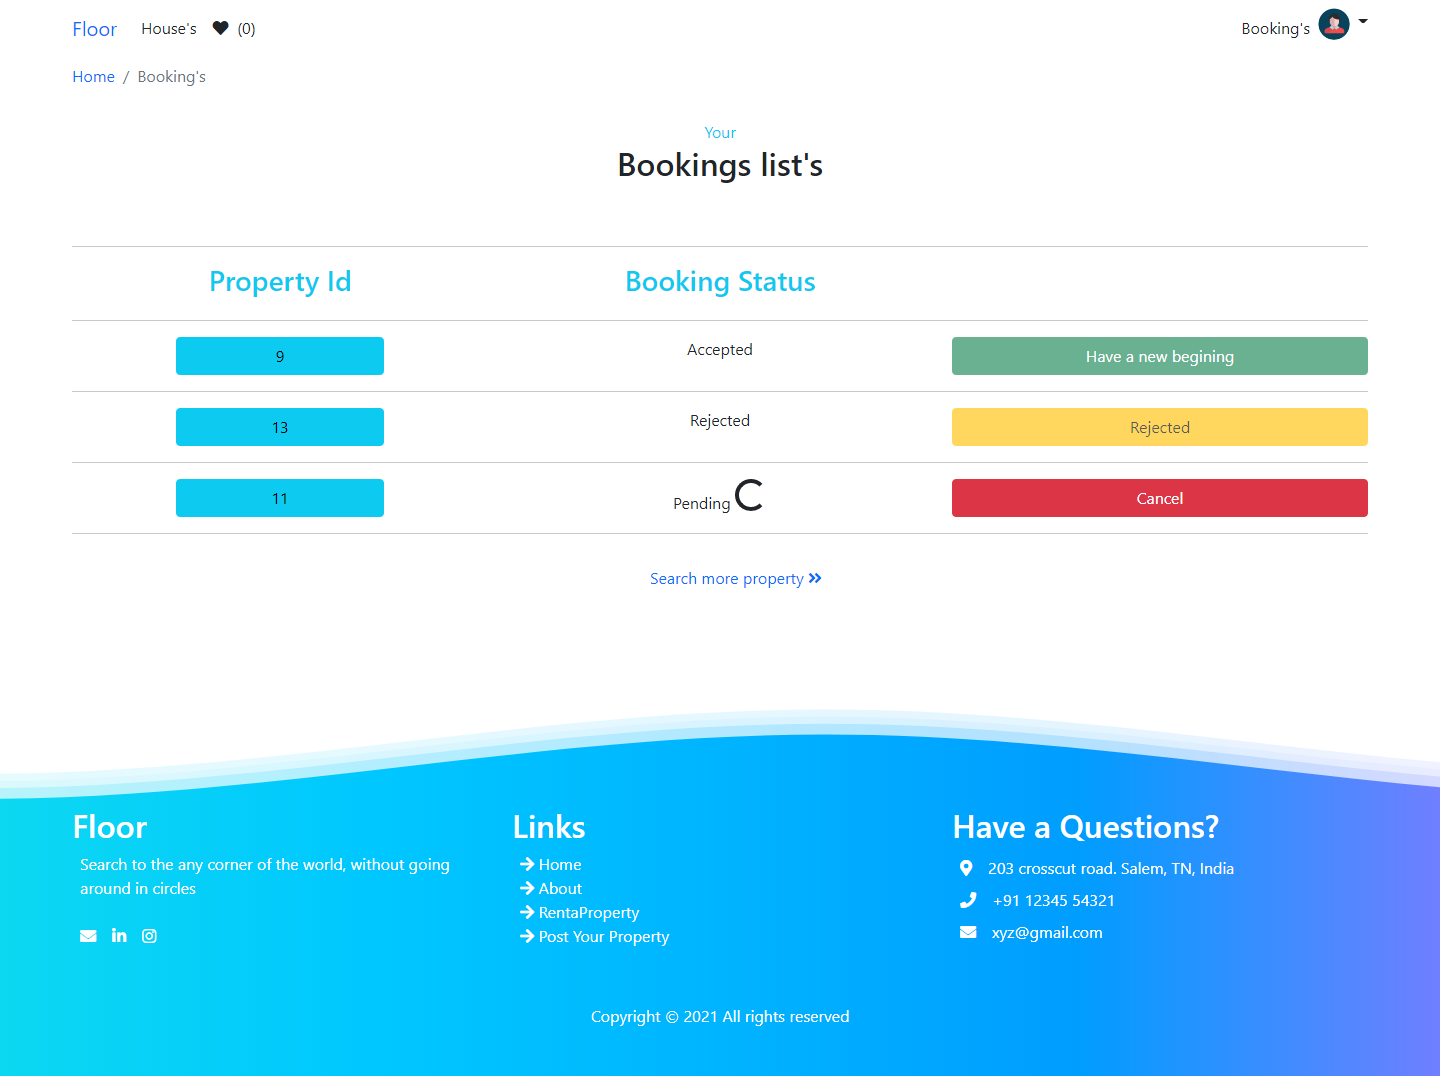 Floor House's (0) Booking's
Home / Booking's
Your
Bookings list's
Property Id Booking Status
9 Accepted Have a new begining
13 Rejected Rejected
11 Pending Cancel
Search more property
Floor
Search to the any corner of the world, without going
around in circles
Links
Home
About
RentaProperty
Post Your Property
Have a Questions?
203 crosscut road. Salem, TN, India
+91 12345 54321
xyz@gmail.com
Copyright © 2021 All rights reserved